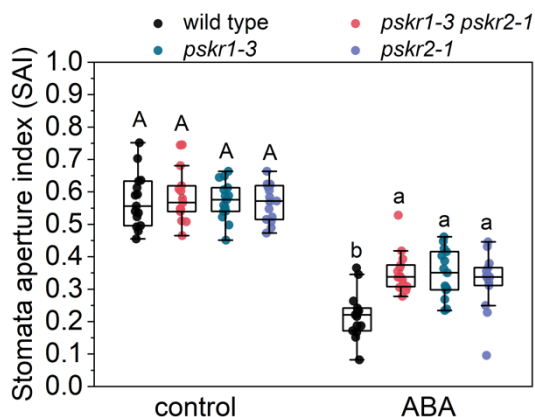 wild type
pskr1-3 pskr2-1
pskr1-3
pskr2-1
Stomata aperture index (SAI)
1.0
0.9
0.8
0.7
0.6
0.5
0.4
0.3
0.2
0.1
0.0
A
A
A
A
b
a
a
a
control
ABA